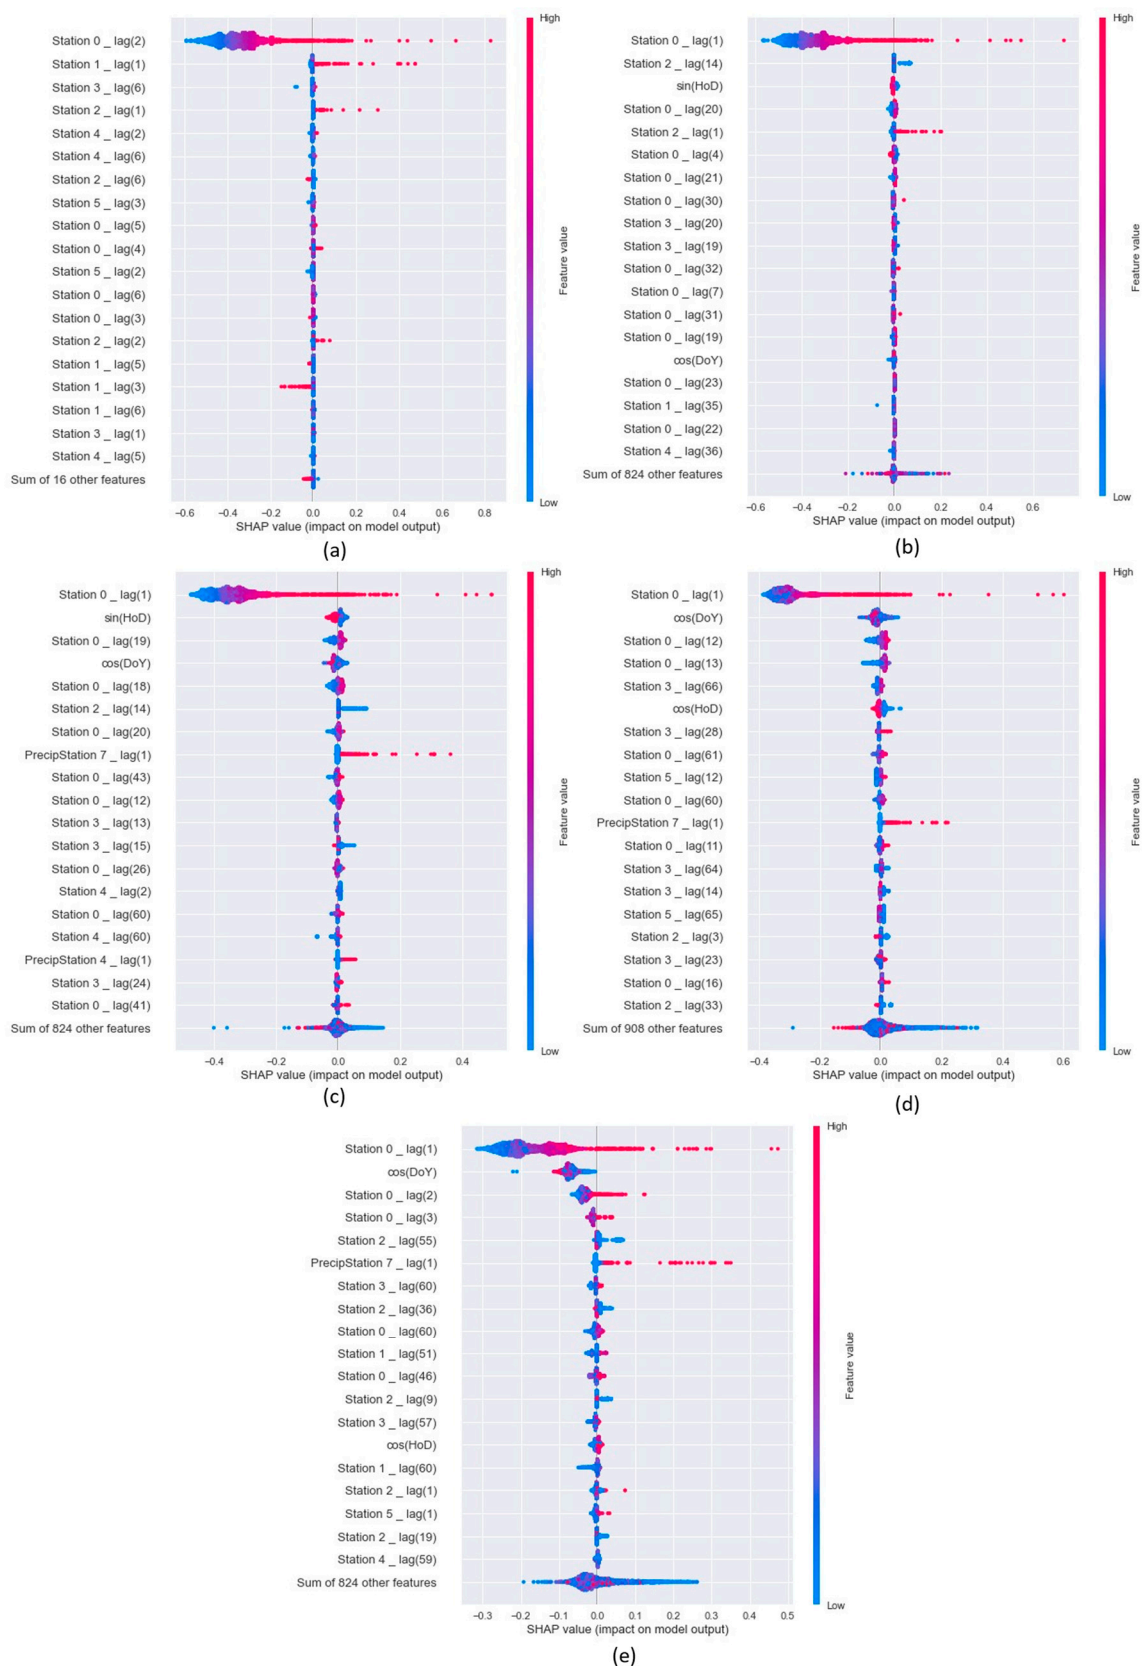 High
Station 0 _ lag(2)
Station 1 _ lag(1)
Station 3 _ lag(6)
Station 2 _ lag(1)
Station 4 _ lag(2)
Station 4 _ lag(6)
Station 2 _ lag(6)
Station 5 _ lag(3)
Station 0 _ lag(5)
Station 0 _ lag(4)
Station 5 _ lag(2)
Station 0 _ lag(6)
Station 0 _ lag(3)
Station 2 _ lag(2)
Station 1 _ lag(5)
Station 1 _ lag(3)
Station 1 _ lag(6)
Station 3 _ lag(1)
Station 4 _ lag(5)
Sum of 16 other features
Feature value
Low
−0.6 −0.4 −0.2 0.0 0.2 0.4 0.6 0.8
SHAP value (impact on model output)
(a)
High
Station 0 _ lag(1)
Station 2 _ lag(14)
sin(HoD)
Station 0 _ lag(20)
Station 2 _ lag(1)
Station 0 _ lag(4)
Station 0 _ lag(21)
Station 0 _ lag(30)
Station 3 _ lag(20)
Station 3 _ lag(19)
Station 0 _ lag(32)
Station 0 _ lag(7)
Station 0 _ lag(31)
Station 0 _ lag(19)
cos(DoY)
Station 0 _ lag(23)
Station 1 _ lag(35)
Station 0 _ lag(22)
Station 4 _ lag(36)
Sum of 824 other features
Feature value
Low
−0.6 −0.4 −0.2 0.0 0.2 0.4 0.6
SHAP value (impact on model output)
(b)
High
Station 0 _ lag(1)
sin(HoD)
Station 0 _ lag(19)
cos(DoY)
Station 0 _ lag(18)
Station 2 _ lag(14)
Station 0 _ lag(20)
PrecipStation 7 _ lag(1)
Station 0 _ lag(43)
Station 0 _ lag(12)
Station 3 _ lag(13)
Station 3 _ lag(15)
Station 0 _ lag(26)
Station 4 _ lag(2)
Station 0 _ lag(60)
Station 4 _ lag(60)
PrecipStation 4 _ lag(1)
Station 3 _ lag(24)
Station 0 _ lag(41)
Sum of 824 other features
Feature value
Low
−0.4 −0.2 0.0 0.2 0.4
SHAP value (impact on model output)
(c)
High
Station 0 _ lag(1)
cos(DoY)
Station 0 _ lag(12)
Station 0 _ lag(13)
Station 3 _ lag(66)
cos(HoD)
Station 3 _ lag(28)
Station 0 _ lag(61)
Station 5 _ lag(12)
Station 0 _ lag(60)
PrecipStation 7 _ lag(1)
Station 0 _ lag(11)
Station 3 _ lag(64)
Station 3 _ lag(14)
Station 5 _ lag(65)
Station 2 _ lag(3)
Station 3 _ lag(23)
Station 0 _ lag(16)
Station 2 _ lag(33)
Sum of 908 other features
Feature value
Low
−0.4 −0.2 0.0 0.2 0.4 0.6
SHAP value (impact on model output)
(d)
High
Station 0 _ lag(1)
cos(DoY)
Station 0 _ lag(2)
Station 0 _ lag(3)
Station 2 _ lag(55)
PrecipStation 7 _ lag(1)
Station 3 _ lag(60)
Station 2 _ lag(36)
Station 0 _ lag(60)
Station 1 _ lag(51)
Station 0 _ lag(46)
Station 2 _ lag(9)
Station 3 _ lag(57)
cos(HoD)
Station 1 _ lag(60)
Station 2 _ lag(1)
Station 5 _ lag(1)
Station 2 _ lag(19)
Station 4 _ lag(59)
Sum of 824 other features
Feature value
Low
−0.3 −0.2 −0.1 0.0 0.1 0.2 0.3 0.4 0.5
SHAP value (impact on model output)
(e)